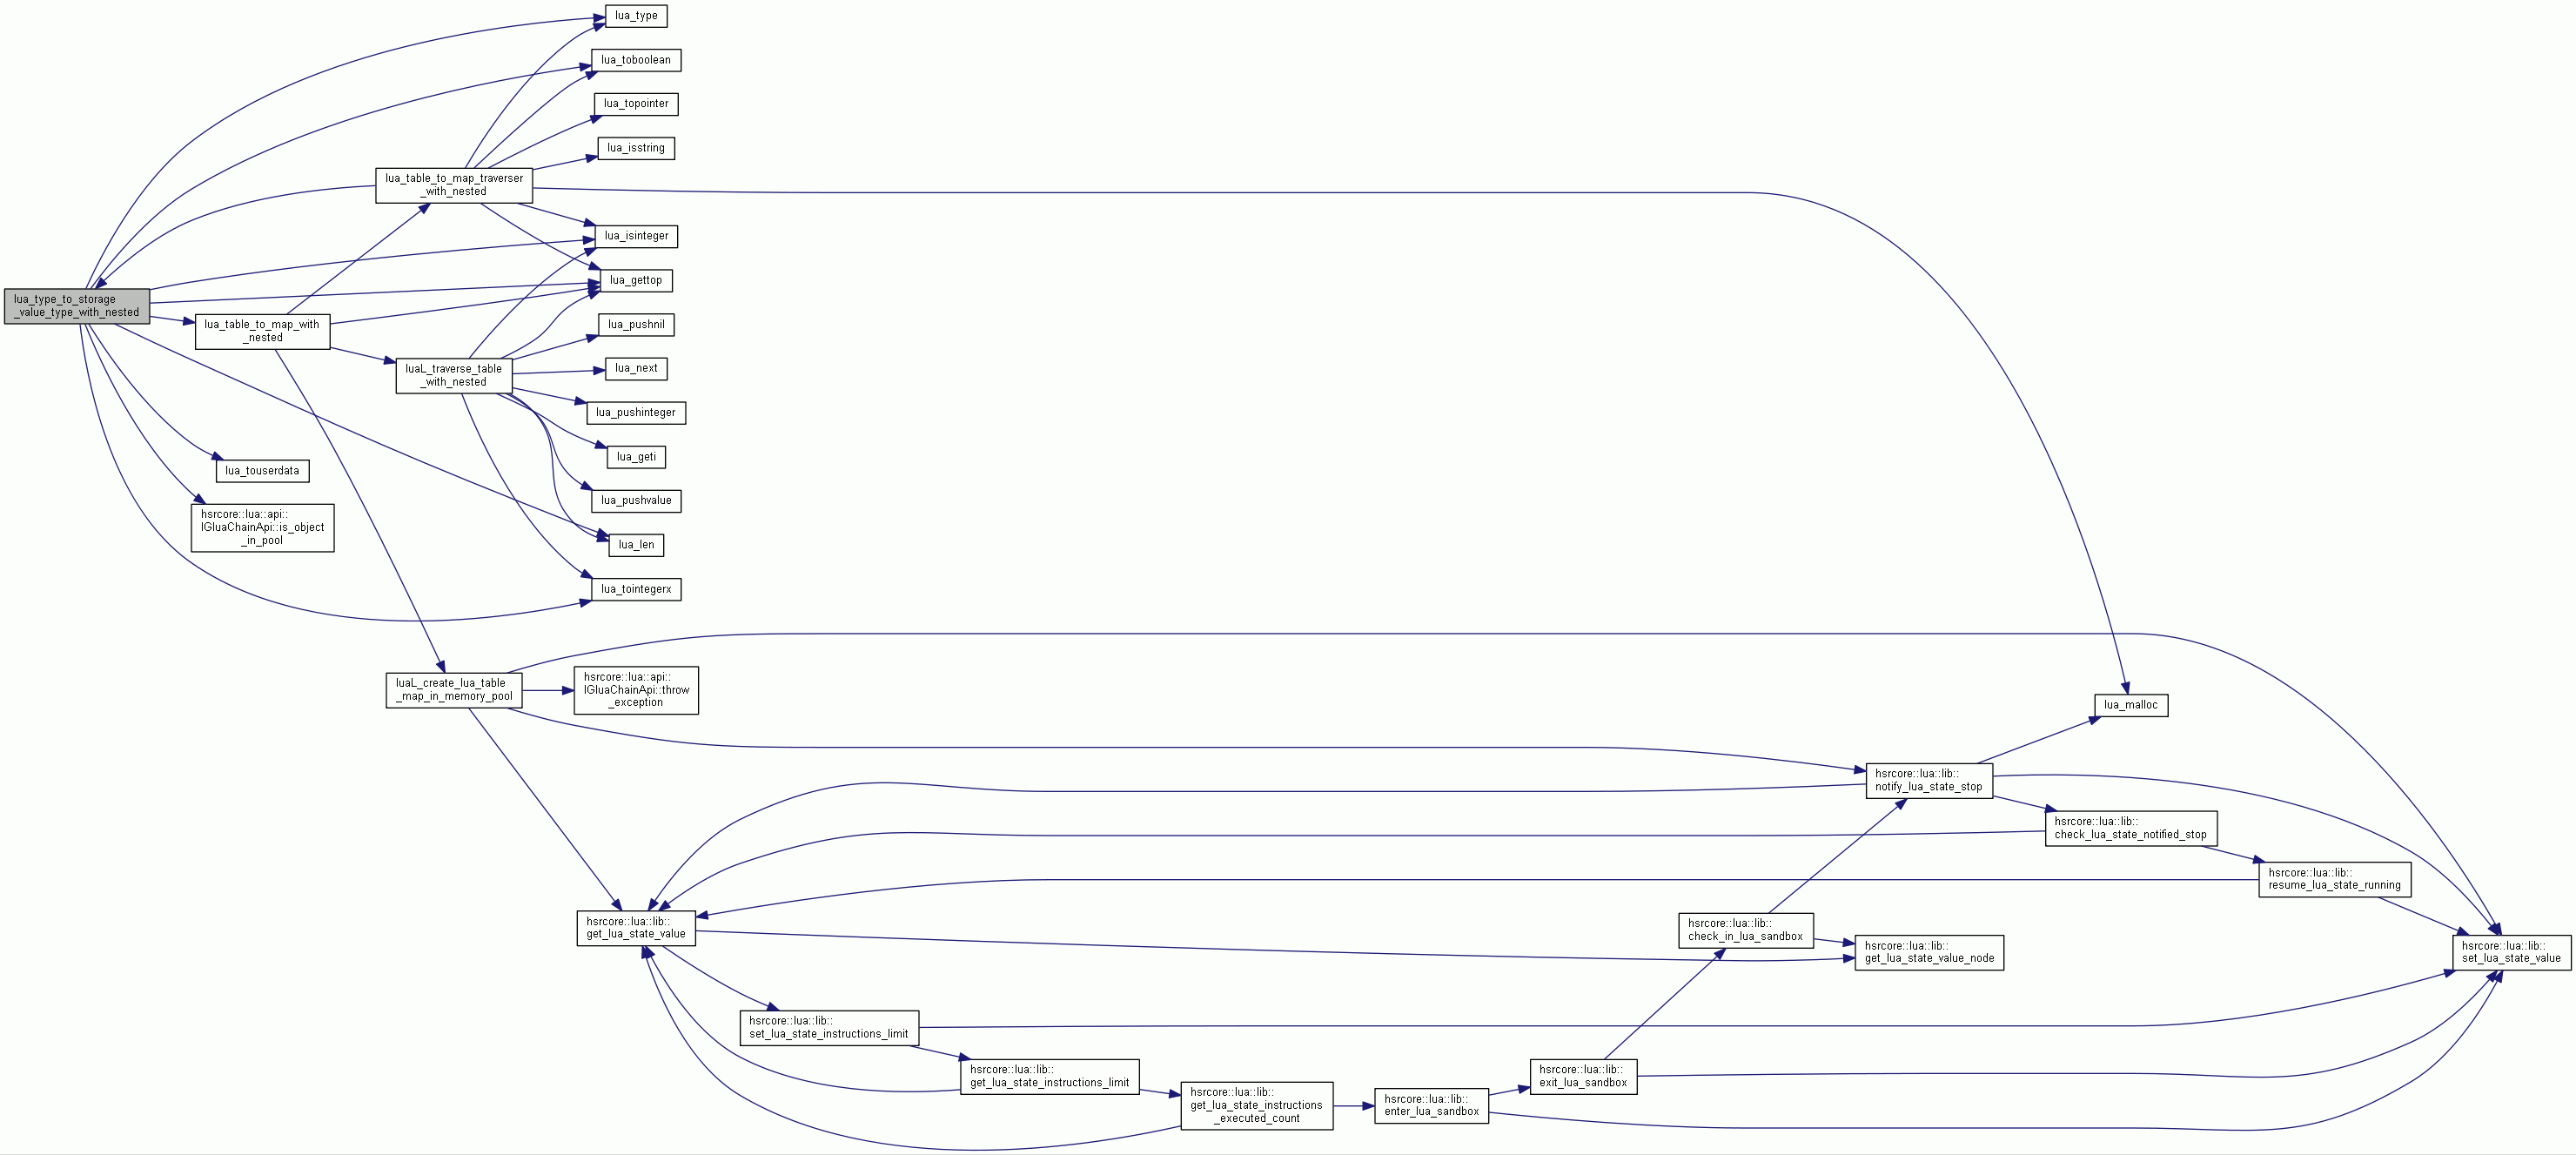 lua_type
lua_toboolean
lua_topointer
lua_isstring
lua_table_to_map_traverser
_with_nested
lua_isinteger
lua_gettop
lua_type_to_storage
_value_type_with_nested
lua_table_to_map_with
_nested
lua_pushnil
luaL_traverse_table
_with_nested
lua_next
lua_pushinteger
lua_geti
lua_touserdata
lua_pushvalue
hsrcore::lua::api::
IGluaChainApi::is_object
_in_pool
lua_len
lua_tointegerx
luaL_create_lua_table
_map_in_memory_pool
hsrcore::lua::api::
IGluaChainApi::throw
_exception
lua_malloc
hsrcore::lua::lib::
notify_lua_state_stop
hsrcore::lua::lib::
check_lua_state_notified_stop
hsrcore::lua::lib::
resume_lua_state_running
hsrcore::lua::lib::
get_lua_state_value
hsrcore::lua::lib::
check_in_lua_sandbox
hsrcore::lua::lib::
get_lua_state_value_node
hsrcore::lua::lib::
set_lua_state_value
hsrcore::lua::lib::
set_lua_state_instructions_limit
hsrcore::lua::lib::
get_lua_state_instructions_limit
hsrcore::lua::lib::
get_lua_state_instructions
_executed_count
hsrcore::lua::lib::
enter_lua_sandbox
hsrcore::lua::lib::
exit_lua_sandbox